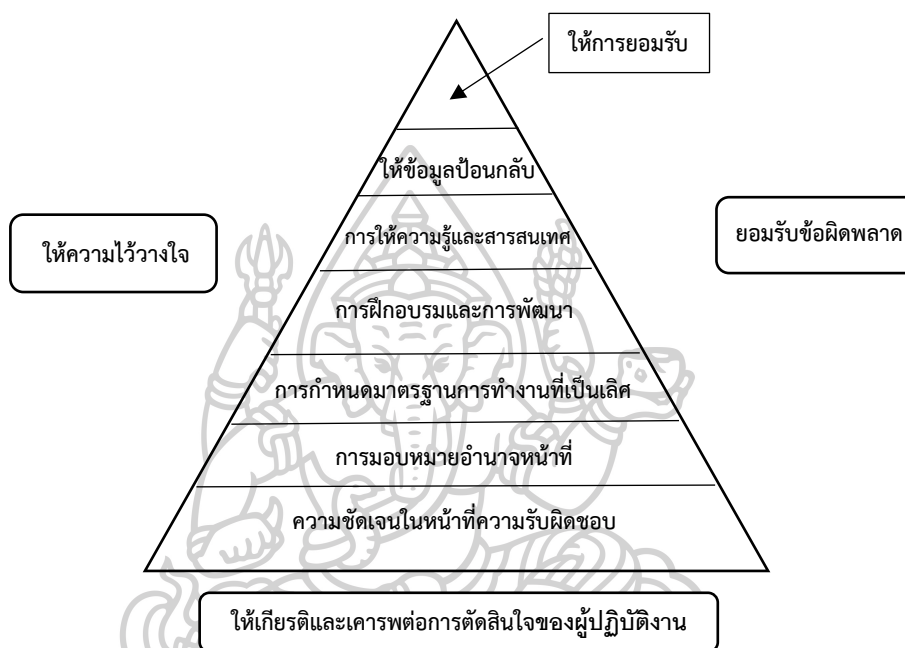 ให้การยอมรับ
ให้ข้อมูลป้อนกลับ
การให้ความรู้และสารสนเทศ
ให้ความไว้วางใจ
ยอมรับข้อผิดพลาด
การฝึกอบรมและการพัฒนา
การกำหนดมาตรฐานการทำงานที่เป็นเลิศ
การมอบหมายอำนาจหน้าที่
ความชัดเจนในหน้าที่ความรับผิดชอบ
ให้เกียรติและเคารพต่อการตัดสินใจของผู้ปฏิบัติงาน